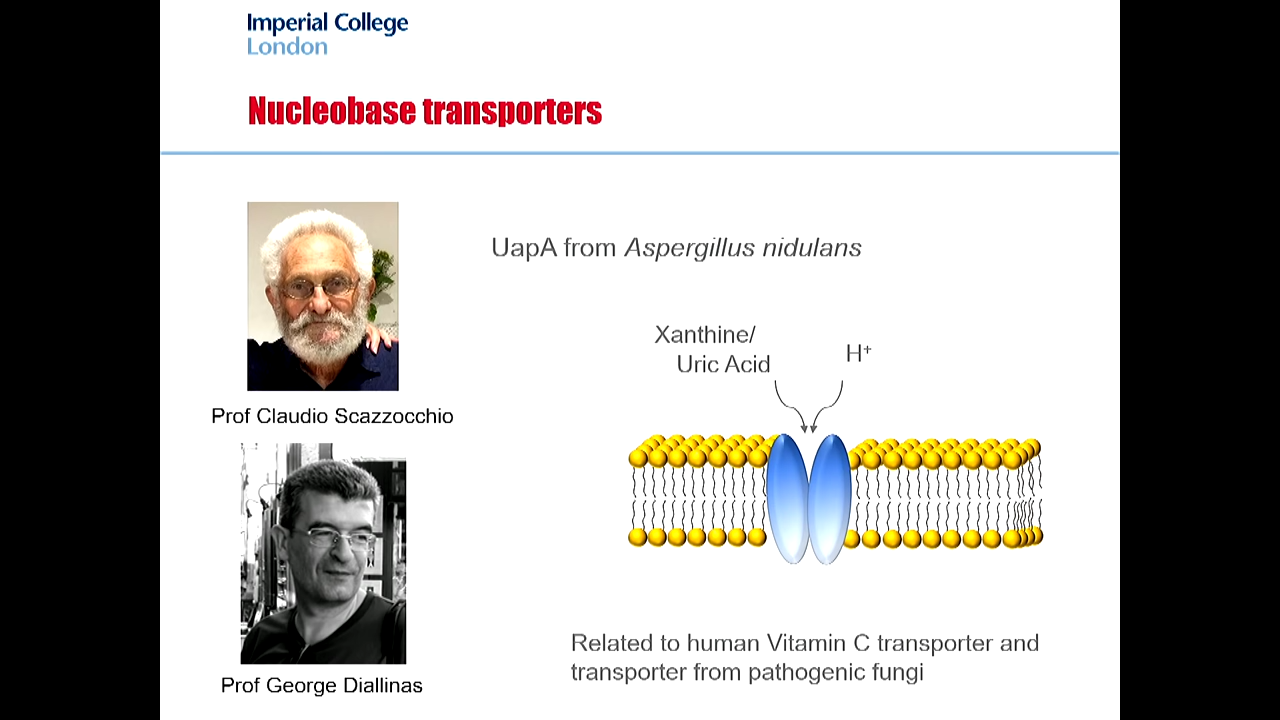 Imperial College
London
Nucleobase transporters
UapA from Aspergillus nidulans
Xanthine/
Uric Acid
H⁺
Prof Claudio Scazzocchio
Prof George Diallinas
Related to human Vitamin C transporter and
transporter from pathogenic fungi